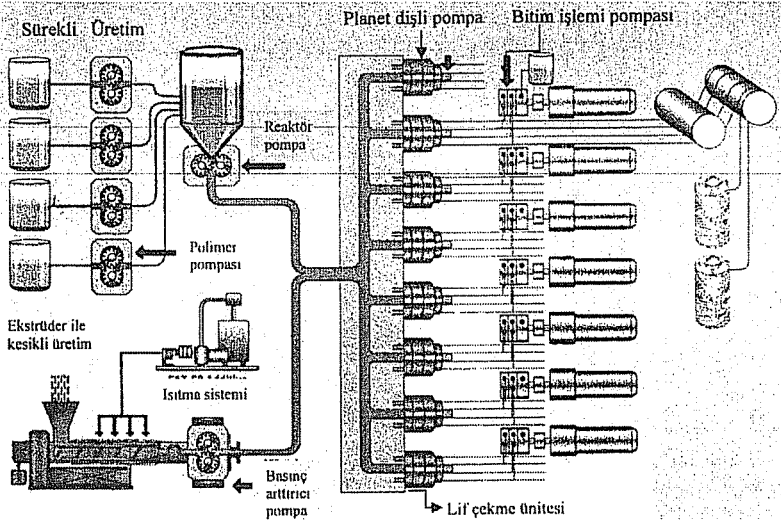 Sürekli Üretim
Planet dişli pompa
Bitim işlemi pompası
Reaktör
pompa
Polimer
pompası
Ekstrüder ile
kesikli üretim
Isıtma sistemi
Basınç
arttırıcı
pompa
Lif çekme ünitesi